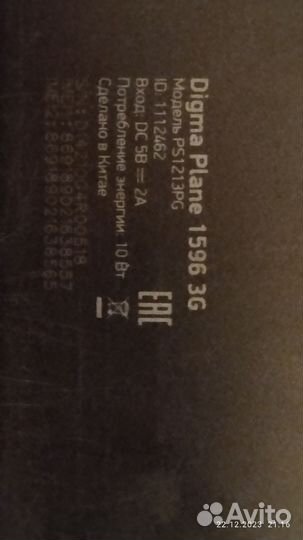 Digma Plane 1596 3G
Модель PS1213PG
ID: 1112462
Вход: DC 5В 2A
Потребление энергии: 10 Вт
Сделано в Китае
EAC
22.12.2023 21:16
Avito